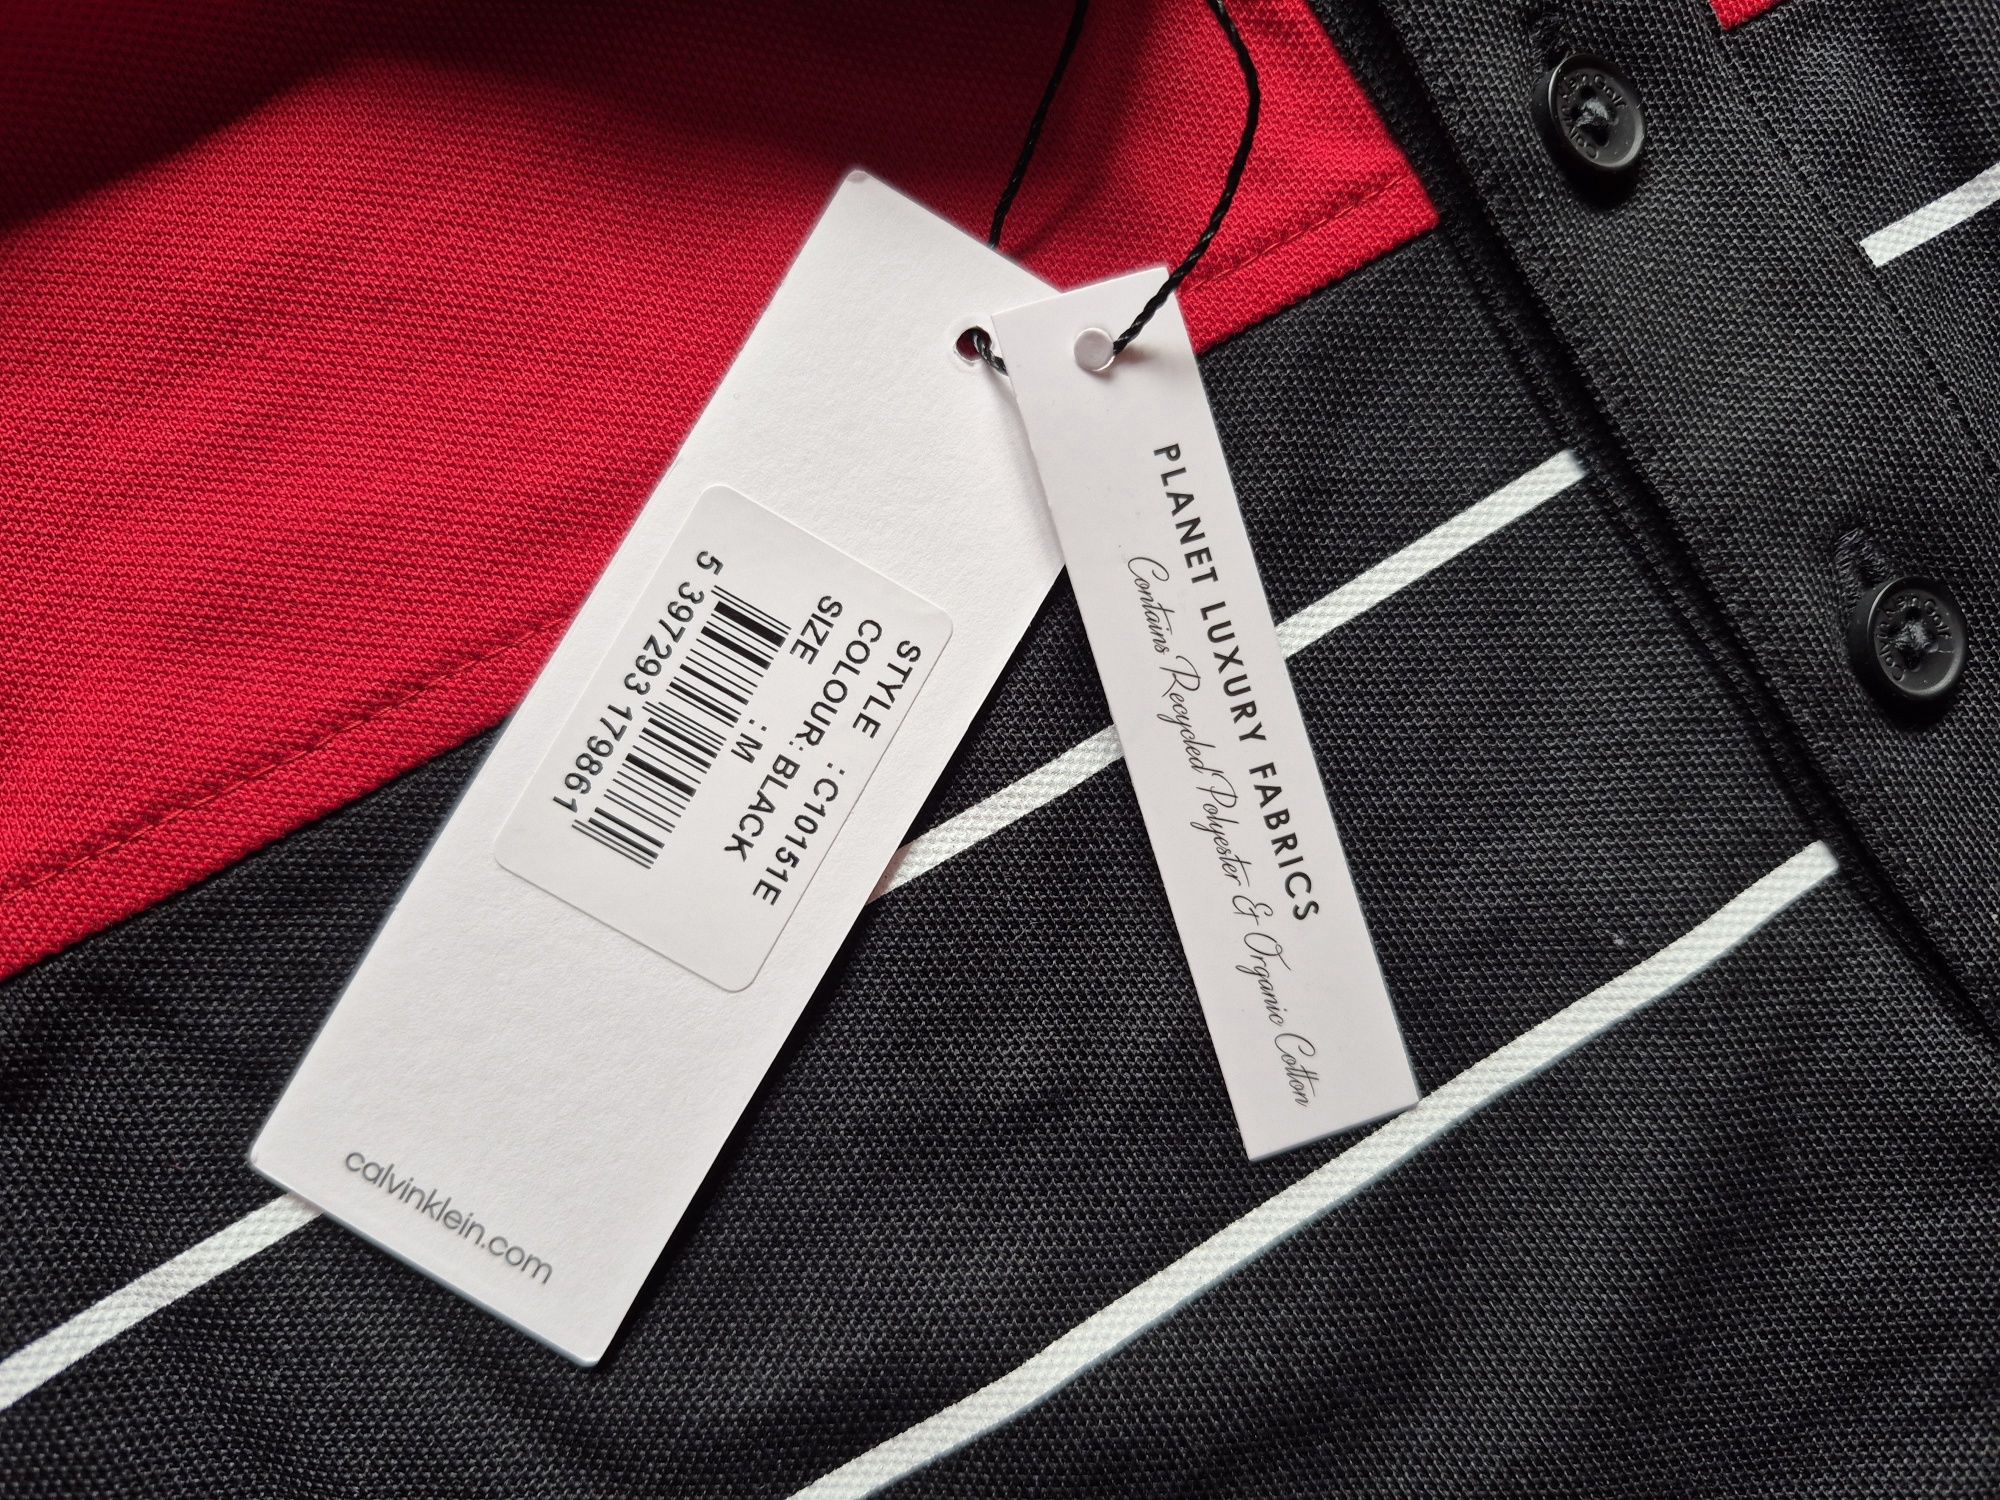 STYLE : C10151E
COLOUR: BLACK
SIZE : M
5 397293 179861
calvinklein.com
PLANET LUXURY FABRICS
Contains Recycled Polyester & Organic Cotton